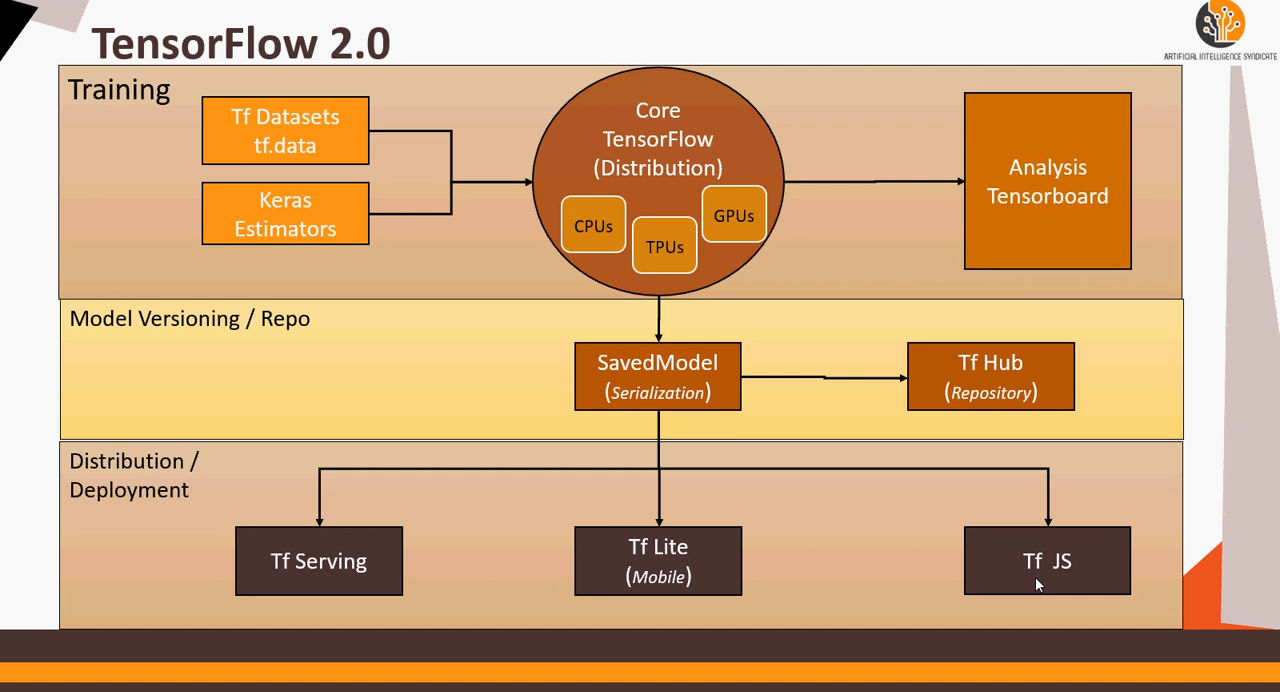 TensorFlow 2.0
ARTIFICIAL INTELLIGENCE SYNDICATE
Training
Tf Datasets
tf.data
Keras
Estimators
Core
TensorFlow
(Distribution)
CPUs
TPUs
GPUs
Analysis
Tensorboard
Model Versioning / Repo
SavedModel
(Serialization)
Tf Hub
(Repository)
Distribution /
Deployment
Tf Serving
Tf Lite
(Mobile)
Tf JS